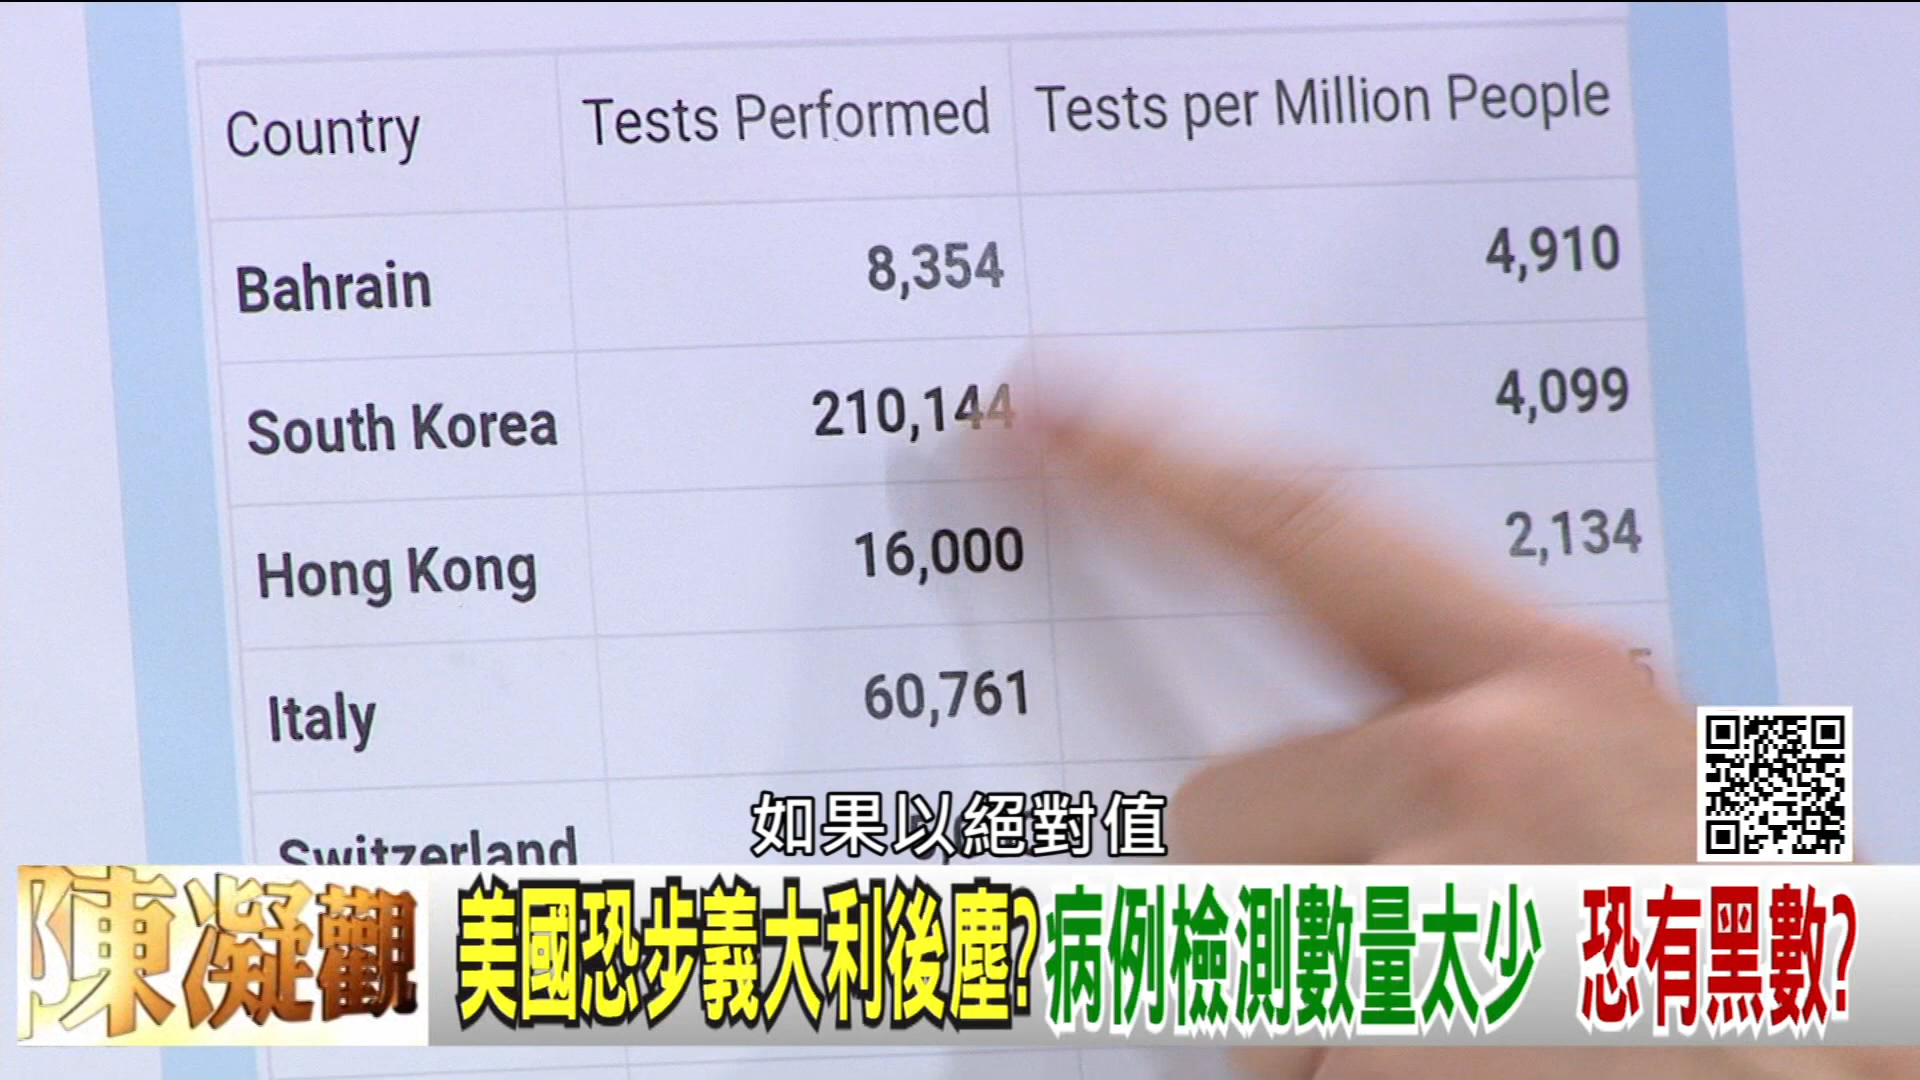 Country Tests Performed Tests per Million People
Bahrain 8,354 4,910
South Korea 210,144 4,099
Hong Kong 16,000 2,134
Italy 60,761
Switzerland
如果以絕對值
陳凝觀
美國恐步義大利後塵?病例檢測數量太少 恐有黑數?